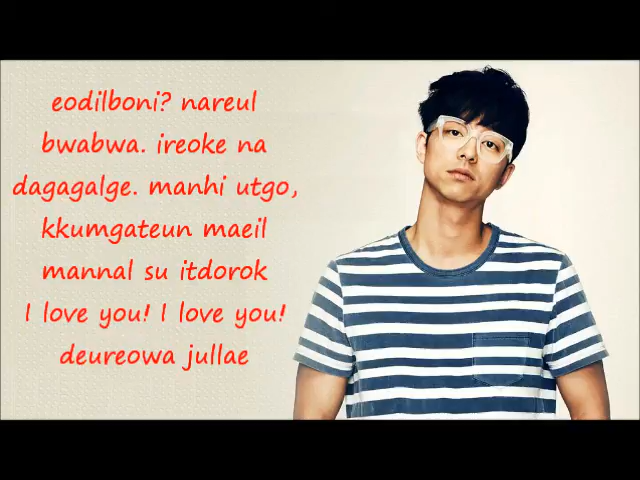 eodilboni? nareul
bwabwa. ireoke na
dagagalge. manhi utgo,
kkumgateun maeil
mannal su itdorok
I love you! I love you!
deureowa jullae